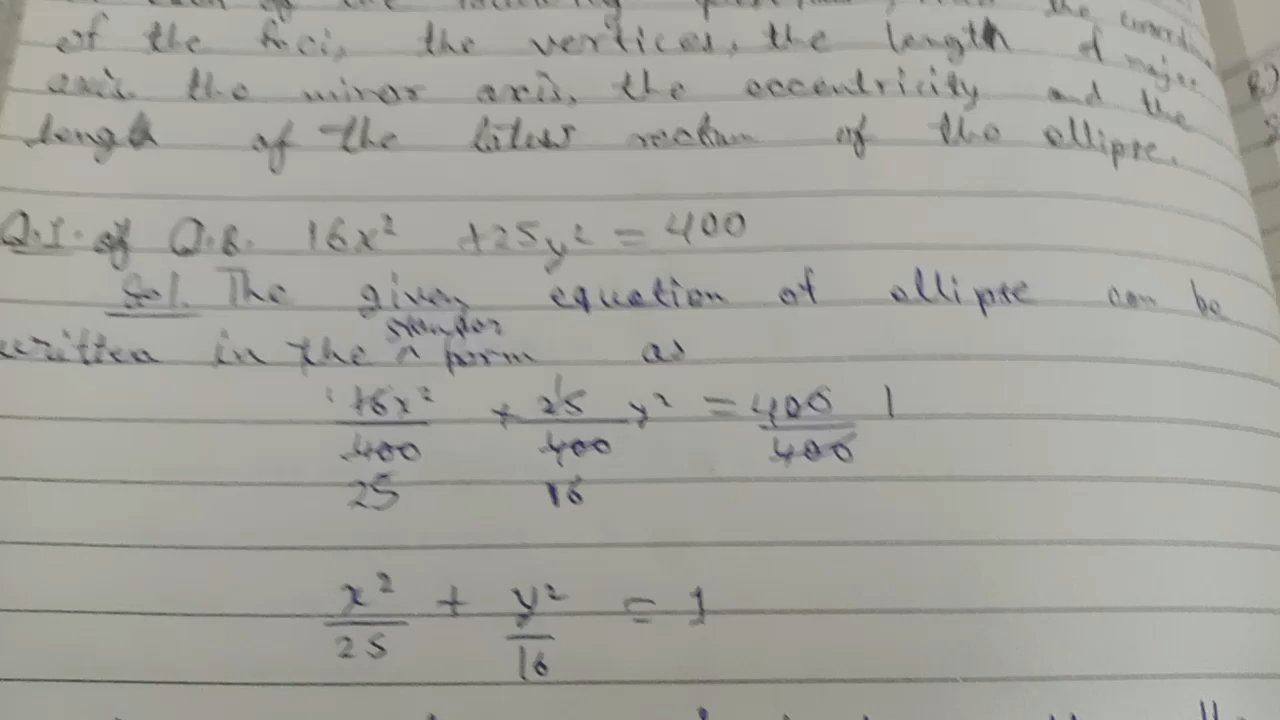 of the foci, the vertices, the length of major
axis the minor axis, the eccentricity and the
length of the latus rectum of the ellipse.
Q.I. of Q.B. 16x² + 25y² = 400
Sol. The given equation of ellipse can be
written in the standar form as
16x²/400 + 25/400 y² = 400/400 1
25 16
x²/25 + y²/16 = 1